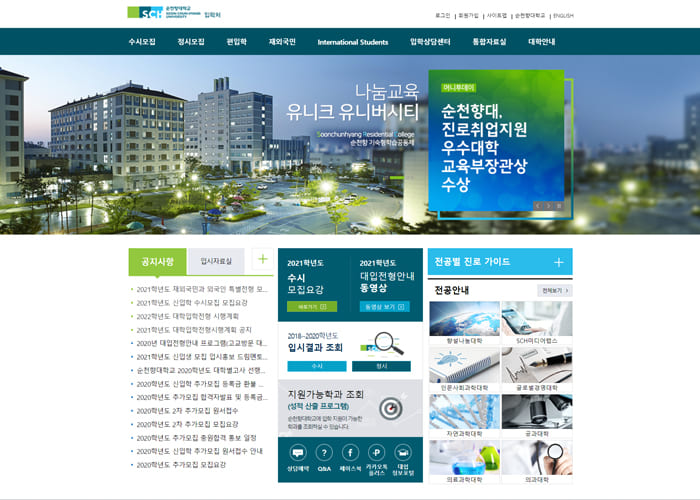 SCH 순천향대학교 입학처
SOON CHUN HYANG
UNIVERSITY
로그인 | 회원가입 | 사이트맵 | 순천향대학교 | ENGLISH
수시모집 정시모집 편입학 재외국민 International Students 입학상담센터 통합자료실 대학안내
나눔교육
유니크 유니버시티
Soonchunhyang Residential College
순천향 기숙형학습공동체
머니투데이
순천향대,
진로취업지원
우수대학
교육부장관상
수상
공지사항 입시자료실 +
2021학년도 재외국민과 외국인 특별전형 모...
2021학년도 신입학 수시모집 모집요강
2022학년도 대학입학전형 시행계획
2021학년도 대학입학전형시행계획 공지
2020년 대입전형안내 프로그램(고교방문 대...
2021학년도 신입생 모집 입시홍보 드림멘토...
순천향대학교 2020학년도 대학별고사 선행...
2020학년도 신입학 추가모집 등록금 환불 ...
2020학년도 추가모집 합격자발표 및 등록금...
2020학년도 2차 추가모집 원서접수
2020학년도 2차 추가모집 모집요강
2020학년도 추가모집 충원합격 통보 일정
2020학년도 신입학 추가모집 원서접수 안내
2020학년도 추가모집 모집요강
2021학년도
수시
모집요강
바로가기
2021학년도
대입전형안내
동영상
동영상 보기
2018~2020학년도
입시결과 조회
수시 정시
지원가능학과 조회
(성적 산출 프로그램)
순천향대학교에 입학 지원이 가능한
학과를 조회하실 수 있습니다.
상담예약 Q&A 페이스북 카카오톡 플러스 대입 정보포털
전공별 진로 가이드 +
전공안내 전체보기 >
향설나눔대학 SCH미디어랩스
인문사회과학대학 글로벌경영대학
자연과학대학 공과대학
의료과학대학 의과대학